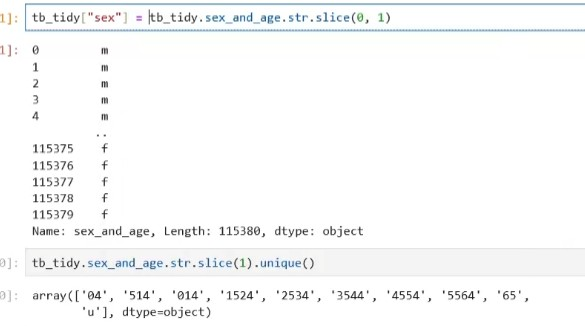 1]: tb_tidy["sex"] = tb_tidy.sex_and_age.str.slice(0, 1)
1]: 0 m
1 m
2 m
3 m
4 m
..
115375 f
115376 f
115377 f
115378 f
115379 f
Name: sex_and_age, Length: 115380, dtype: object
0]: tb_tidy.sex_and_age.str.slice(1).unique()
0]: array(['04', '514', '014', '1524', '2534', '3544', '4554', '5564', '65',
'u'], dtype=object)